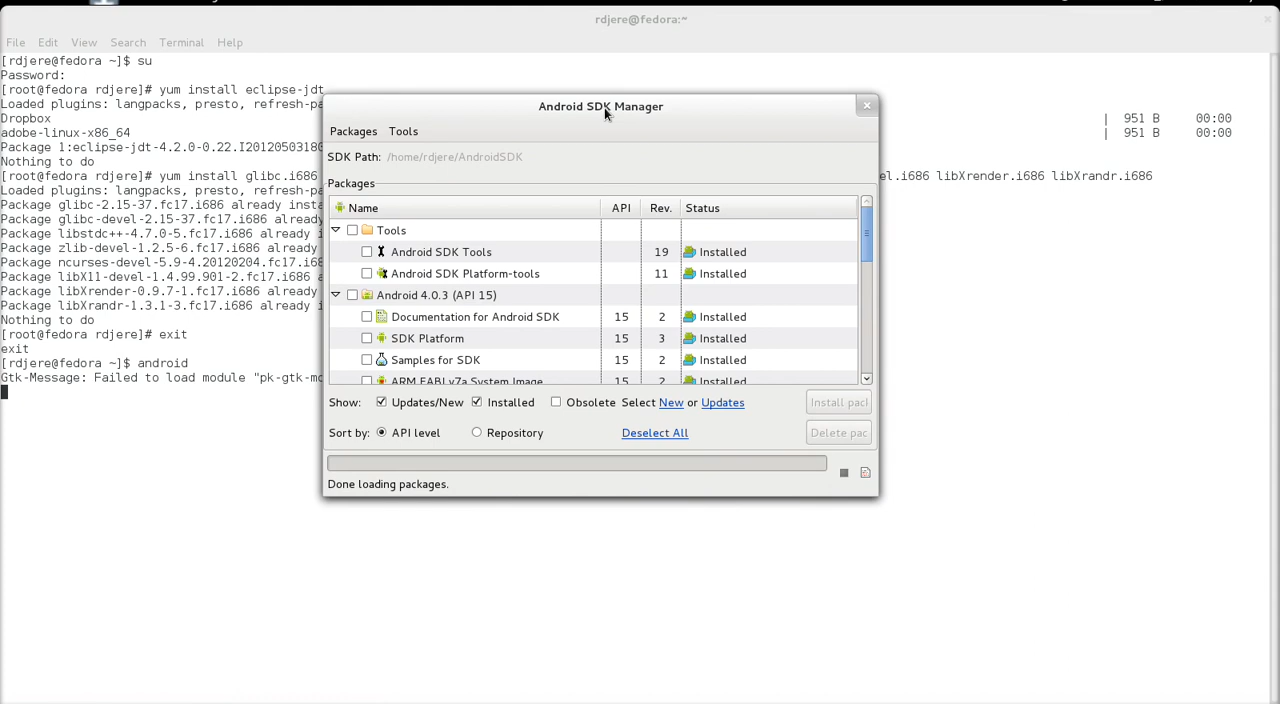 rdjere@fedora:~
File Edit View Search Terminal Help
[rdjere@fedora ~]$ su
Password:
[root@fedora rdjere]# yum install eclipse-jdt
Loaded plugins: langpacks, presto, refresh-pa
Dropbox | 951 B 00:00
adobe-linux-x86_64 | 951 B 00:00
Package 1:eclipse-jdt-4.2.0-0.22.I2012050318
Nothing to do
[root@fedora rdjere]# yum install glibc.i686 el.i686 libXrender.i686 libXrandr.i686
Loaded plugins: langpacks, presto, refresh-pa
Package glibc-2.15-37.fc17.i686 already insta
Package glibc-devel-2.15-37.fc17.i686 already
Package libstdc++-4.7.0-5.fc17.i686 already i
Package zlib-devel-1.2.5-6.fc17.i686 already
Package ncurses-devel-5.9-4.20120204.fc17.i6
Package libX11-devel-1.4.99.901-2.fc17.i686
Package libXrender-0.9.7-1.fc17.i686 already
Package libXrandr-1.3.1-3.fc17.i686 already i
Nothing to do
[root@fedora rdjere]# exit
exit
[rdjere@fedora ~]$ android
Gtk-Message: Failed to load module "pk-gtk-mo
Android SDK Manager
Packages Tools
SDK Path: /home/rdjere/AndroidSDK
Packages
Name API Rev. Status
Tools
Android SDK Tools 19 Installed
Android SDK Platform-tools 11 Installed
Android 4.0.3 (API 15)
Documentation for Android SDK 15 2 Installed
SDK Platform 15 3 Installed
Samples for SDK 15 2 Installed
ARM EABI v7a System Image 15 2 Installed
Show: Updates/New Installed Obsolete Select New or Updates Install pac
Sort by: API level Repository Deselect All Delete pac
Done loading packages.